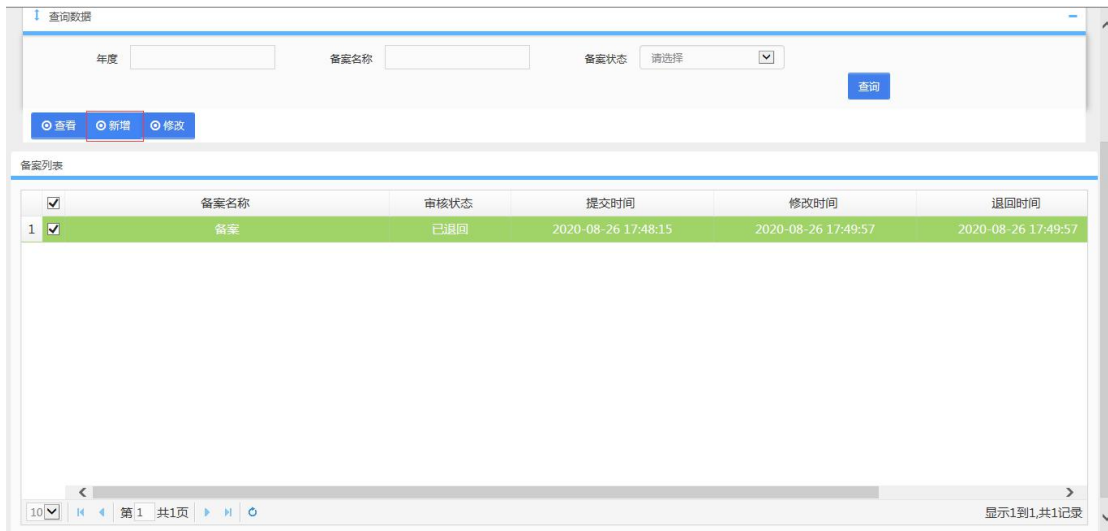 查询数据
年度 备案名称 备案状态 请选择
查询
查看 新增 修改
备案列表
备案名称 审核状态 提交时间 修改时间 退回时间
1 备案 已退回 2020-08-26 17:48:15 2020-08-26 17:49:57 2020-08-26 17:49:57
10 第 1 共1页 显示1到1,共1记录